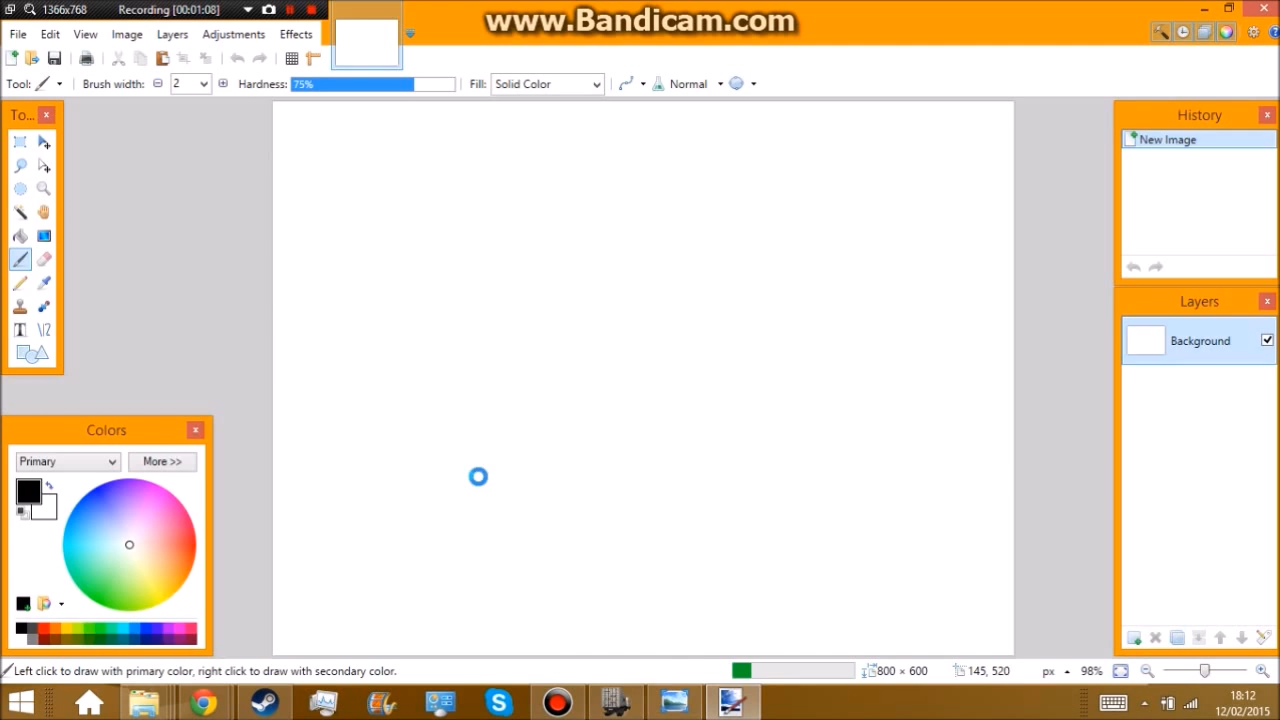 1366x768 Recording [00:01:08]
www.Bandicam.com
File Edit View Image Layers Adjustments Effects
Tool: Brush width: 2 Hardness: 75% Fill: Solid Color Normal
To...
History
New Image
Layers
Background
Colors
Primary More >>
Left click to draw with primary color, right click to draw with secondary color.
800 × 600 145, 520 px 98%
18:12
12/02/2015